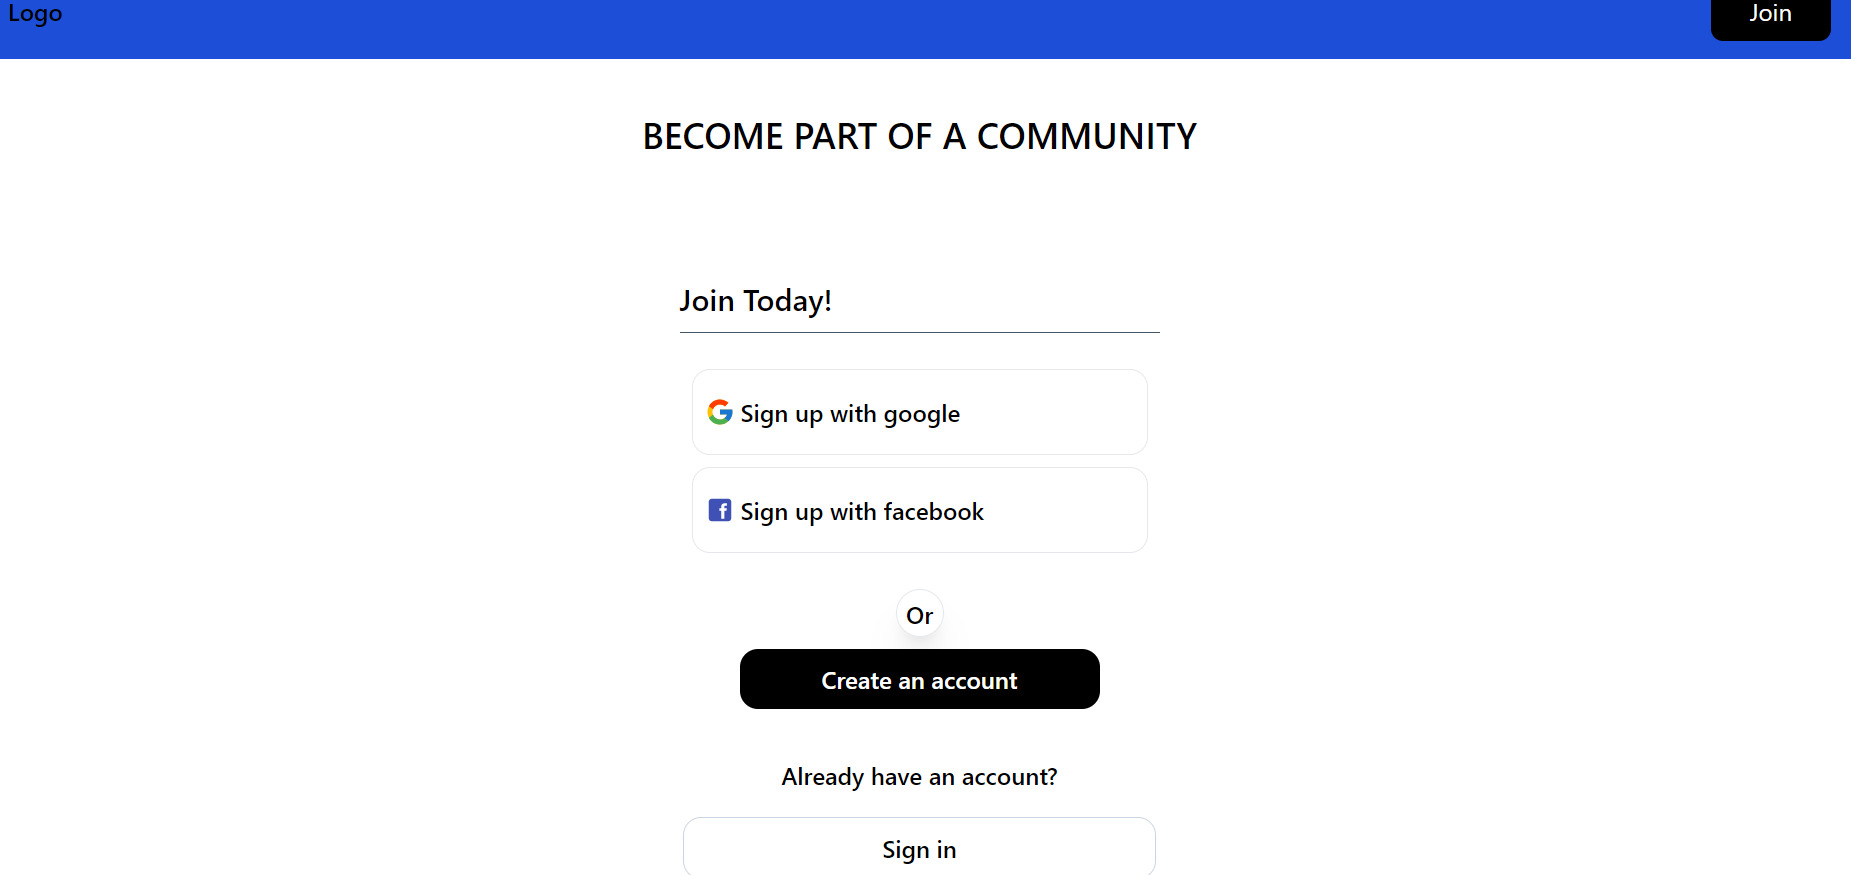 Logo
Join
BECOME PART OF A COMMUNITY
Join Today!
Sign up with google
Sign up with facebook
Or
Create an account
Already have an account?
Sign in